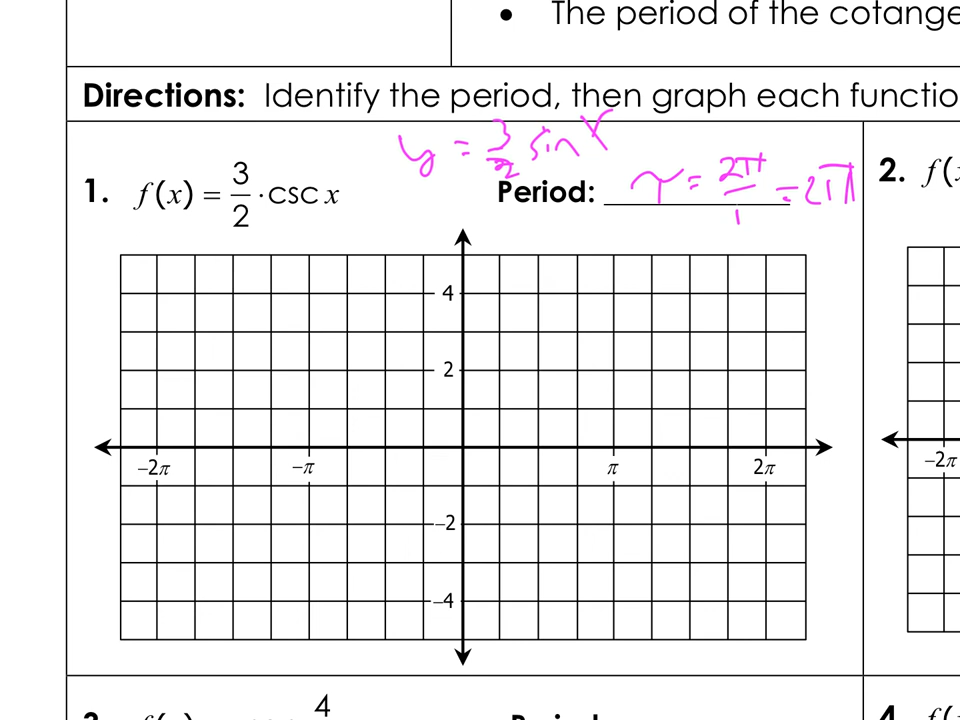 • The period of the cotange
Directions: Identify the period, then graph each functio
y = 3/2 sin x
1. f(x) = 3/2 · csc x
Period: T = 2π/1 = 2π
2. f(x
4
2
-2π -π π 2π
-2
-4
-2π
4